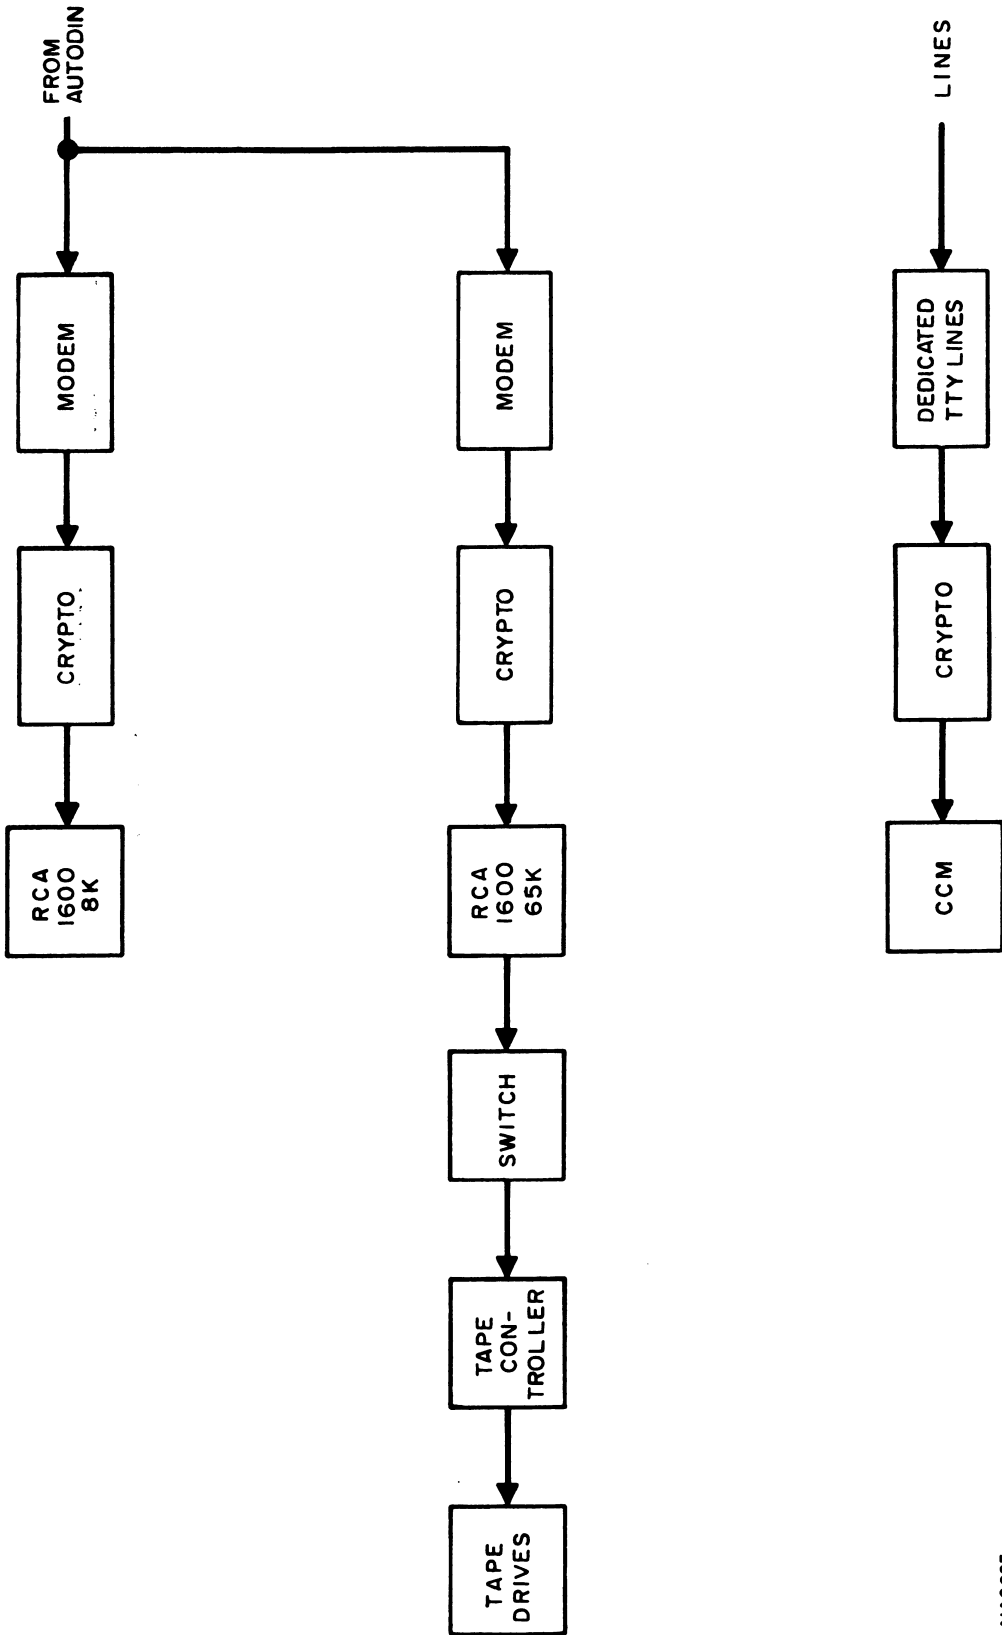 FROM
AUTODIN
MODEM
CRYPTO
RCA
1600
8K
MODEM
CRYPTO
RCA
1600
65K
SWITCH
TAPE
CON-
TROLLER
TAPE
DRIVES
LINES
DEDICATED
TTY LINES
CRYPTO
CCM